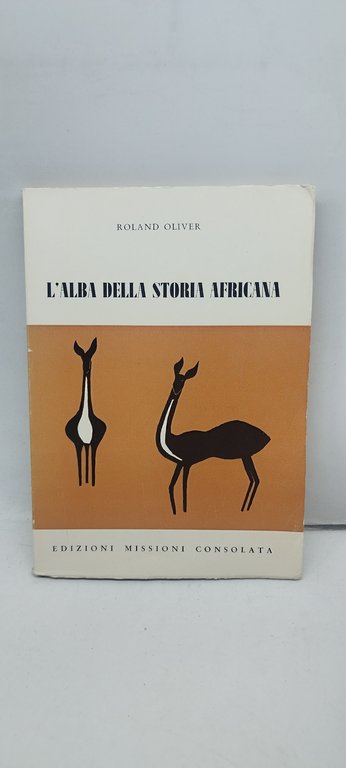 ROLAND OLIVER
L'ALBA DELLA STORIA AFRICANA
EDIZIONI MISSIONI CONSOLATA